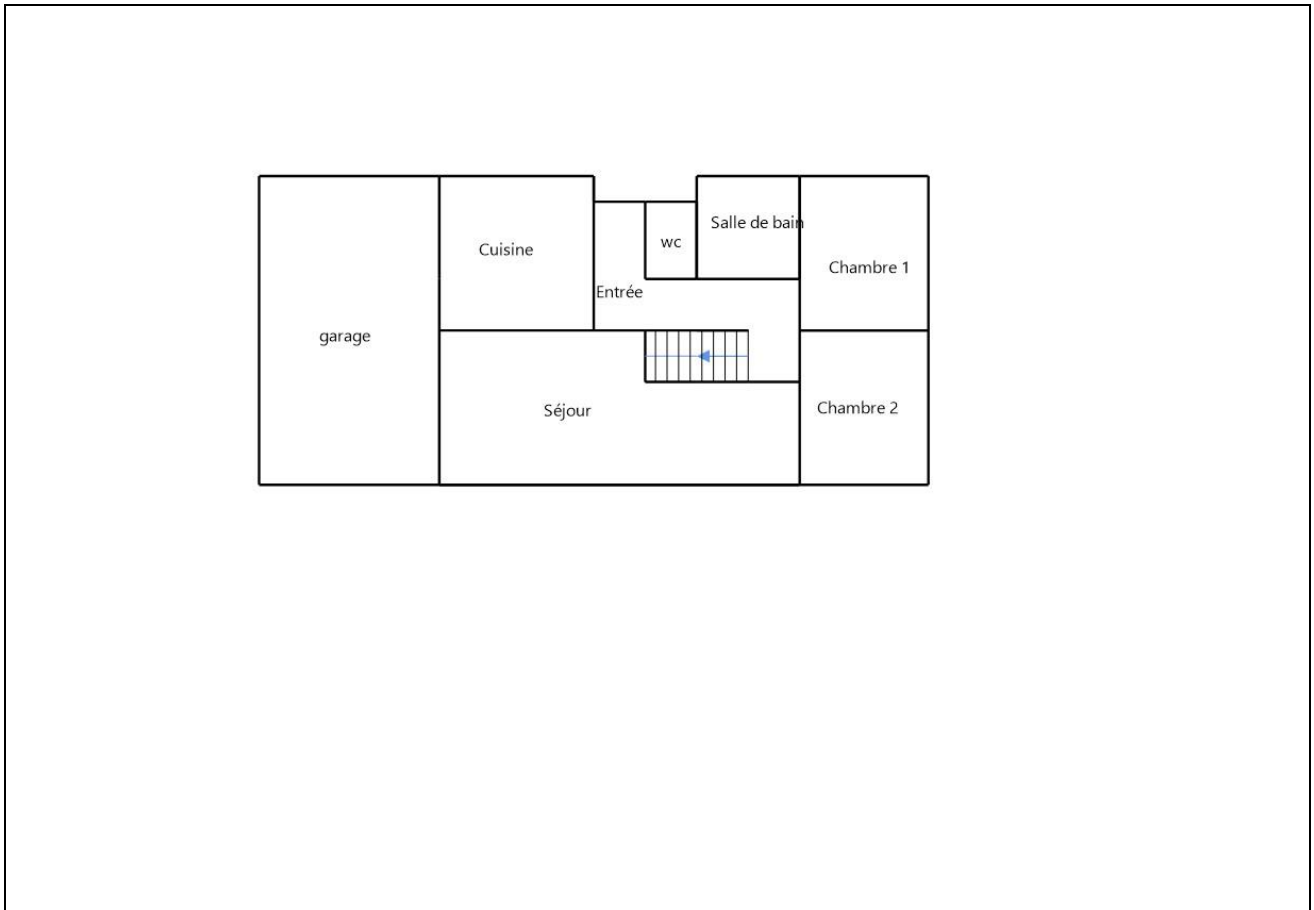 Salle de bain
wc
Cuisine
Chambre 1
Entrée
garage
Chambre 2
Séjour